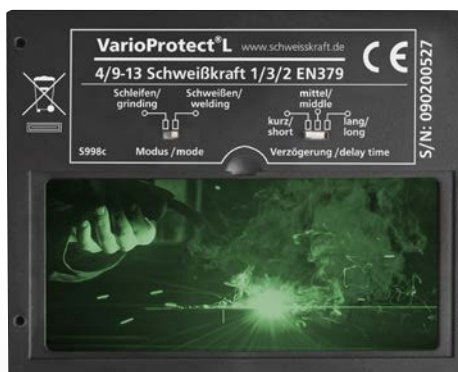 VarioProtect®L www.schweisskraft.de
CE
4/9-13 Schweißkraft 1/3/2 EN379
Schleifen/
grinding
Schweißen/
welding
mittel/
middle
kurz/
short
lang/
long
S998c
Modus/mode
Verzögerung/delay time
S/N: 090200527